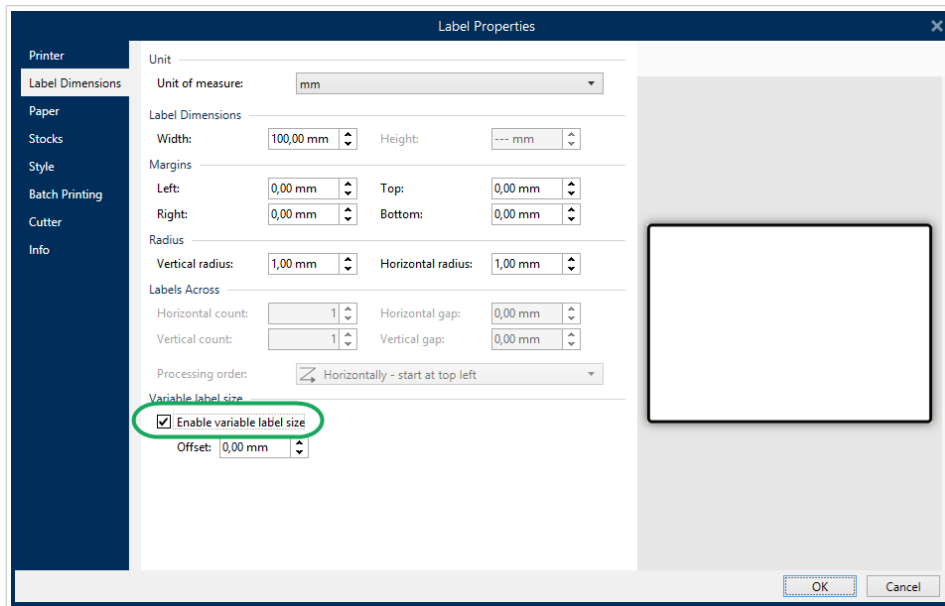 Label Properties
Printer
Label Dimensions
Paper
Stocks
Style
Batch Printing
Cutter
Info
Unit
Unit of measure: mm
Label Dimensions
Width: 100,00 mm Height: --- mm
Margins
Left: 0,00 mm Top: 0,00 mm
Right: 0,00 mm Bottom: 0,00 mm
Radius
Vertical radius: 1,00 mm Horizontal radius: 1,00 mm
Labels Across
Horizontal count: 1 Horizontal gap: 0,00 mm
Vertical count: 1 Vertical gap: 0,00 mm
Processing order: Horizontally - start at top left
Variable label size
Enable variable label size
Offset: 0,00 mm
OK Cancel